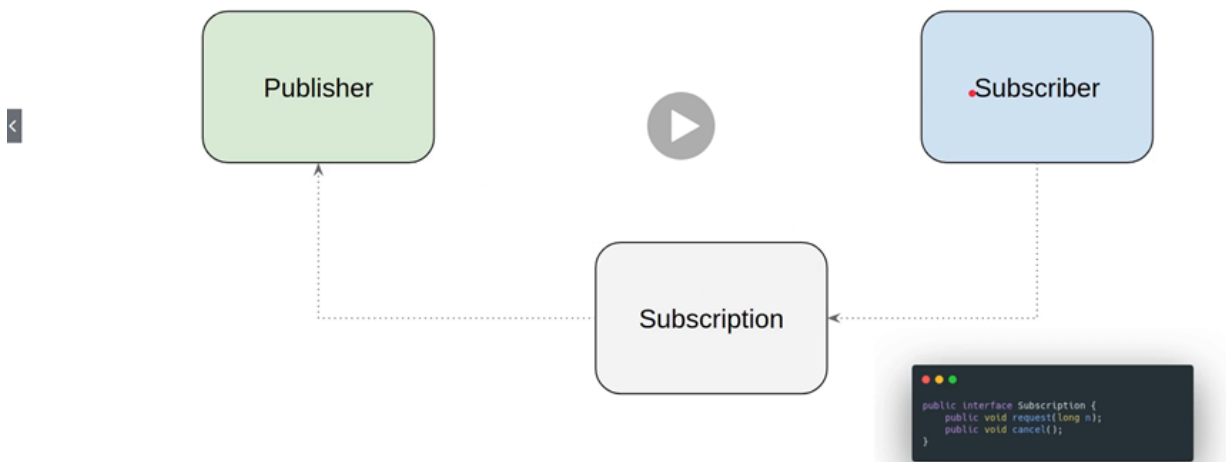 Publisher
Subscriber
Subscription
public interface Subscription {
    public void request(long n);
    public void cancel();
}